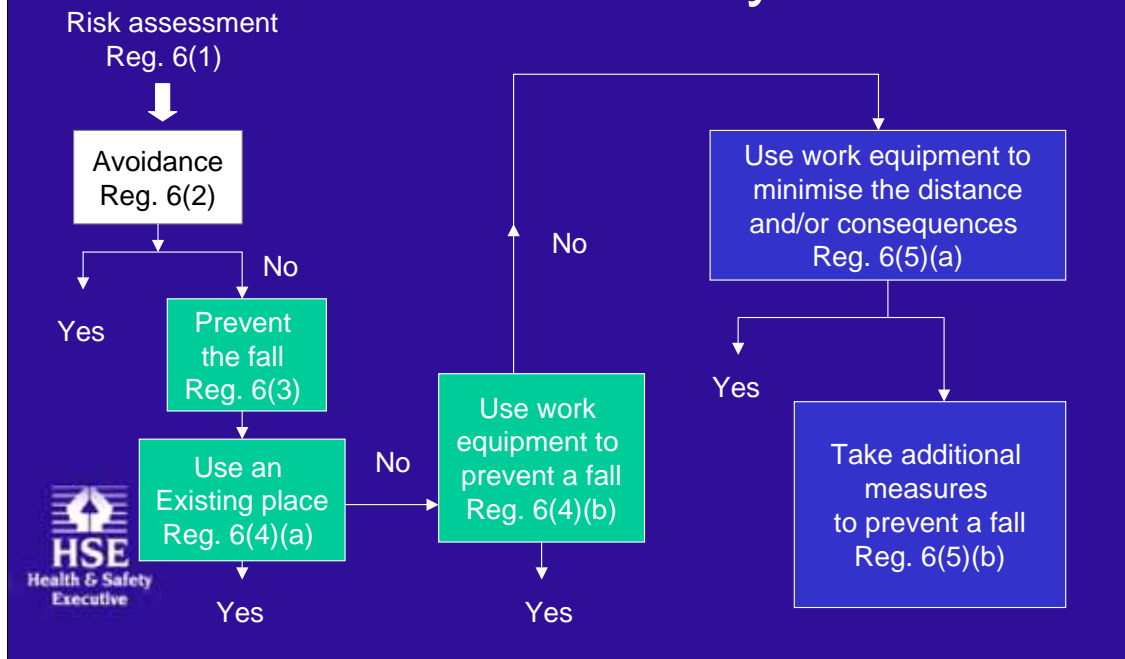 Risk assessment
Reg. 6(1)
Avoidance
Reg. 6(2)
No
Yes
Prevent
the fall
Reg. 6(3)
Use an
Existing place
Reg. 6(4)(a)
No
Yes
Use work
equipment to
prevent a fall
Reg. 6(4)(b)
No
Yes
Use work equipment to
minimise the distance
and/or consequences
Reg. 6(5)(a)
Yes
Take additional
measures
to prevent a fall
Reg. 6(5)(b)
HSE
Health & Safety
Executive